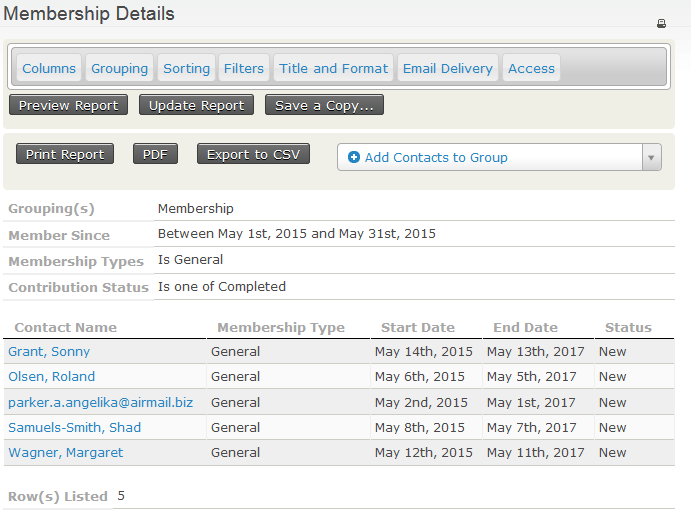 Membership Details
Columns Grouping Sorting Filters Title and Format Email Delivery Access
Preview Report Update Report Save a Copy...
Print Report PDF Export to CSV Add Contacts to Group
Grouping(s) Membership
Member Since Between May 1st, 2015 and May 31st, 2015
Membership Types Is General
Contribution Status Is one of Completed
Contact Name Membership Type Start Date End Date Status
Grant, Sonny General May 14th, 2015 May 13th, 2017 New
Olsen, Roland General May 6th, 2015 May 5th, 2017 New
parker.a.angelika@airmail.biz General May 2nd, 2015 May 1st, 2017 New
Samuels-Smith, Shad General May 8th, 2015 May 7th, 2017 New
Wagner, Margaret General May 12th, 2015 May 11th, 2017 New
Row(s) Listed 5